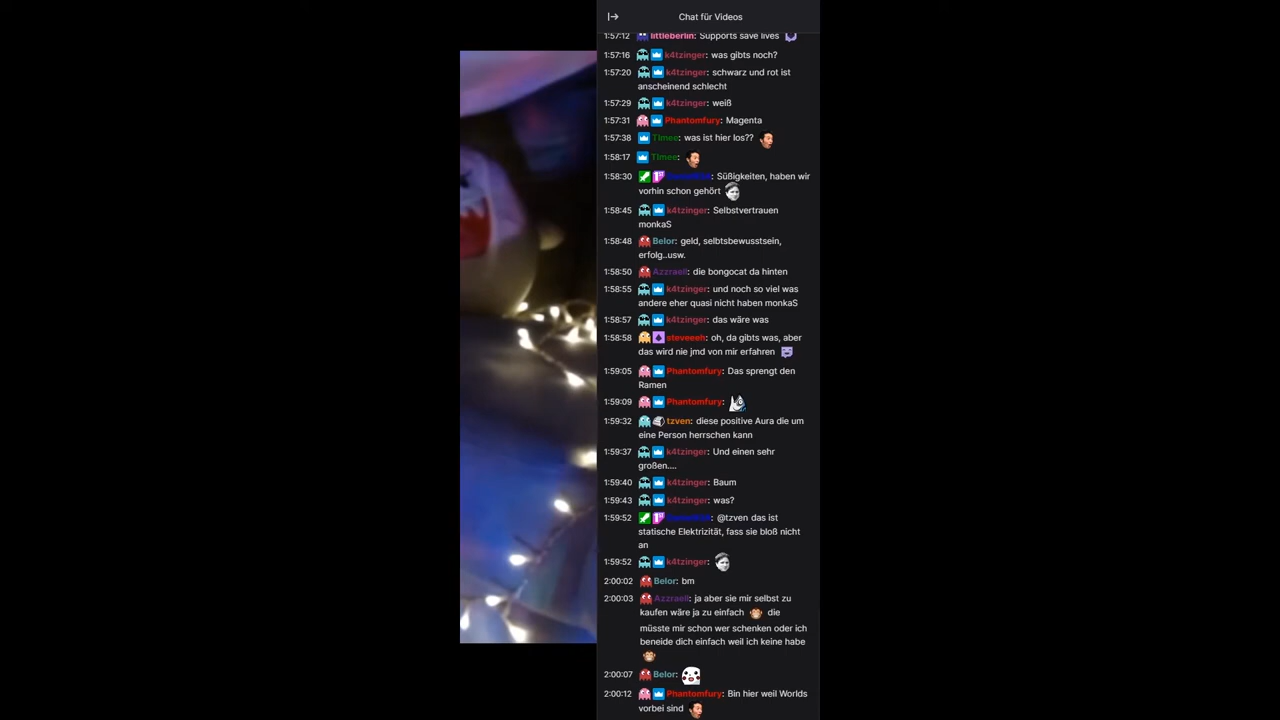 Chat für Videos
1:57:12 littleberlin: Supports save lives
1:57:16 k4tzinger: was gibts noch?
1:57:20 k4tzinger: schwarz und rot ist
anscheinend schlecht
1:57:29 k4tzinger: weiß
1:57:31 Phantomfury: Magenta
1:57:38 Timee: was ist hier los??
1:58:17 Timee:
1:58:30 : Süßigkeiten, haben wir
vorhin schon gehört
1:58:45 k4tzinger: Selbstvertrauen
monkaS
1:58:48 Belor: geld, selbtsbewusstsein,
erfolg..usw.
1:58:50 Azzraell: die bongocat da hinten
1:58:55 k4tzinger: und noch so viel was
andere eher quasi nicht haben monkaS
1:58:57 k4tzinger: das wäre was
1:58:58 steveeeh: oh, da gibts was, aber
das wird nie jmd von mir erfahren
1:59:05 Phantomfury: Das sprengt den
Ramen
1:59:09 Phantomfury:
1:59:32 tzven: diese positive Aura die um
eine Person herrschen kann
1:59:37 k4tzinger: Und einen sehr
großen....
1:59:40 k4tzinger: Baum
1:59:43 k4tzinger: was?
1:59:52 : @tzven das ist
statische Elektrizität, fass sie bloß nicht
an
1:59:52 k4tzinger:
2:00:02 Belor: bm
2:00:03 Azzraell: ja aber sie mir selbst zu
kaufen wäre ja zu einfach die
müsste mir schon wer schenken oder ich
beneide dich einfach weil ich keine habe
2:00:07 Belor:
2:00:12 Phantomfury: Bin hier weil Worlds
vorbei sind